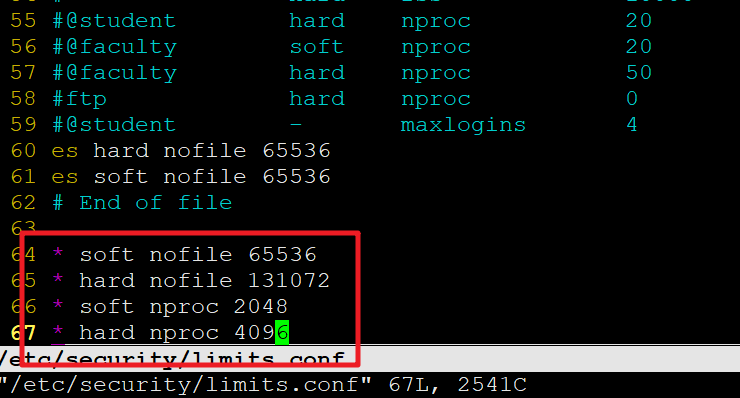 55 #@student hard nproc 20
56 #@faculty soft nproc 20
57 #@faculty hard nproc 50
58 #ftp hard nproc 0
59 #@student - maxlogins 4
60 es hard nofile 65536
61 es soft nofile 65536
62 # End of file
63
64 * soft nofile 65536
65 * hard nofile 131072
66 * soft nproc 2048
67 * hard nproc 4096
/etc/security/limits.conf
"/etc/security/limits.conf" 67L, 2541C